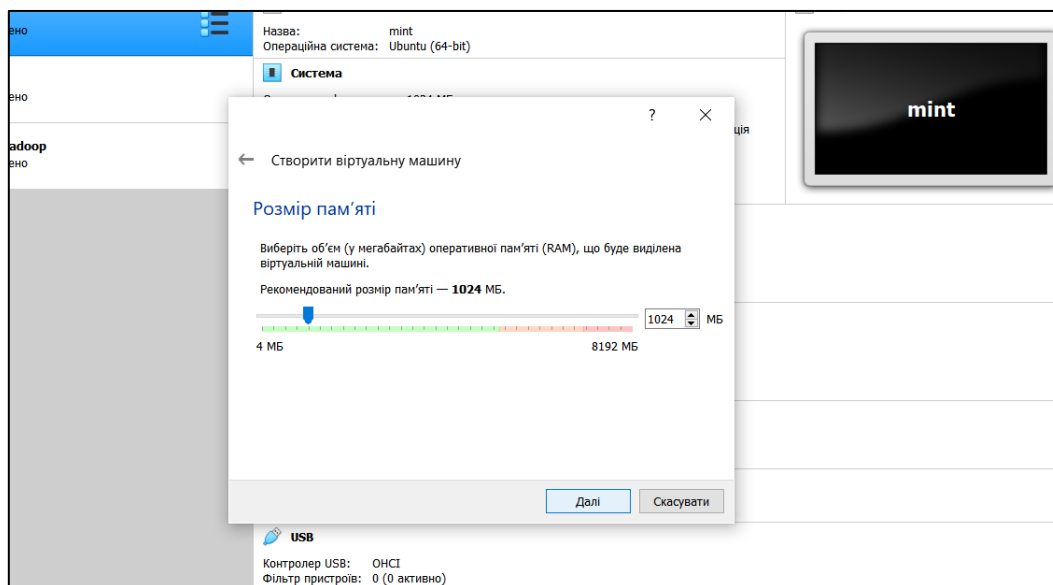 ено
ено
adoop
ено
Назва: mint
Операційна система: Ubuntu (64-bit)
Система
1024 МБ
ція
mint
?
Створити віртуальну машину
Розмір пам’яті
Виберіть об’єм (у мегабайтах) оперативної пам’яті (RAM), що буде виділена
віртуальній машині.
Рекомендований розмір пам’яті — 1024 МБ.
1024 МБ
4 МБ 8192 МБ
Далі Скасувати
USB
Контролер USB: OHCI
Фільтр пристроїв: 0 (0 активно)